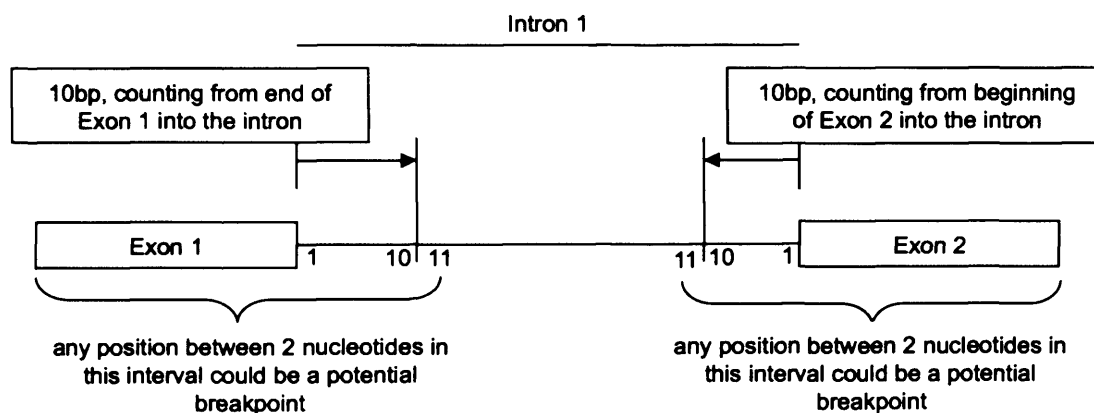 Intron 1
10bp, counting from end of
Exon 1 into the intron
10bp, counting from beginning
of Exon 2 into the intron
Exon 1
1
10
11
11
10
1
Exon 2
any position between 2 nucleotides in
this interval could be a potential
breakpoint
any position between 2 nucleotides in
this interval could be a potential
breakpoint